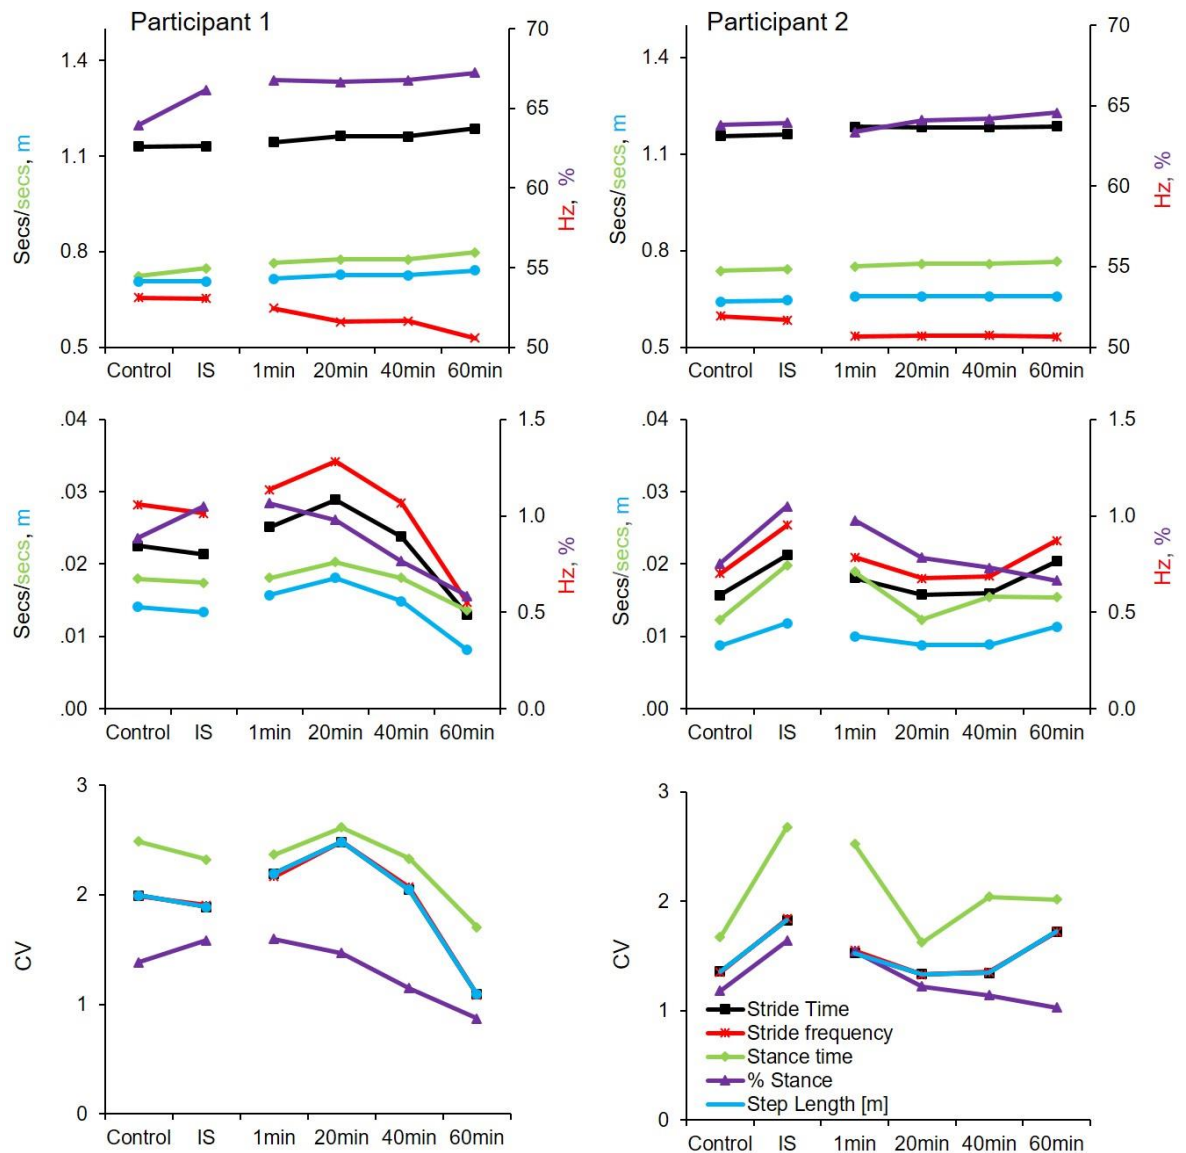 Participant 1
70
1.4
65
1.1
60
0.8
55
0.5
50
Secs/secs, m
Hz, %
Control IS 1min 20min 40min 60min
Participant 2
70
1.4
65
1.1
60
0.8
55
0.5
50
Secs/secs, m
Hz, %
Control IS 1min 20min 40min 60min
.04
1.5
.03
1.0
.02
0.5
.01
.00
0.0
Secs/secs, m
Hz, %
Control IS 1min 20min 40min 60min
.04
1.5
.03
1.0
.02
0.5
.01
.00
0.0
Secs/secs, m
Hz, %
Control IS 1min 20min 40min 60min
3
2
1
0
CV
Control IS 1min 20min 40min 60min
3
2
1
0
CV
Stride Time
Stride frequency
Stance time
% Stance
Step Length [m]
Control IS 1min 20min 40min 60min